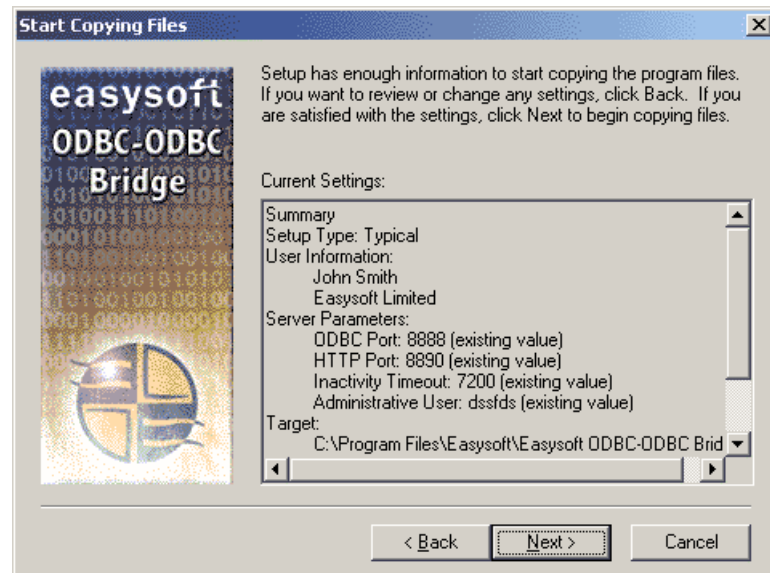 Start Copying Files
easysoft
ODBC-ODBC
Bridge
Setup has enough information to start copying the program files.
If you want to review or change any settings, click Back.  If you
are satisfied with the settings, click Next to begin copying files.
Current Settings:
Summary
Setup Type: Typical
User Information:
John Smith
Easysoft Limited
Server Parameters:
ODBC Port: 8888 (existing value)
HTTP Port: 8890 (existing value)
Inactivity Timeout: 7200 (existing value)
Administrative User: dssfds (existing value)
Target:
C:\Program Files\Easysoft\Easysoft ODBC-ODBC Brid
< Back
Next >
Cancel